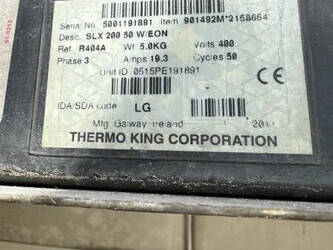 Serial No. 5001191891 Item 901492M*2158664
Desc. SLX 200 50 W/EON
Ref. R404A Wt 5.0KG Volts 400
Phase 3 Amps 19.3 Cycles 50
Unit ID 0515PE191891
IDA/SDA code LG
Mfg. Galway Ireland 2011
THERMO KING CORPORATION